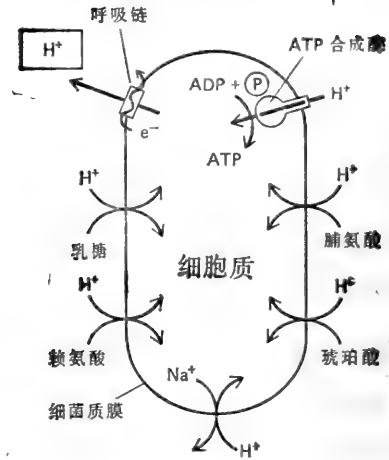 呼吸链
H⁺
ATP 合成酶
ADP + P
H⁺
e⁻
ATP
H⁺
H⁺
乳糖
脯氨酸
细胞质
H⁺
H⁺
赖氨酸
琥珀酸
Na⁺
细菌质膜
H⁺